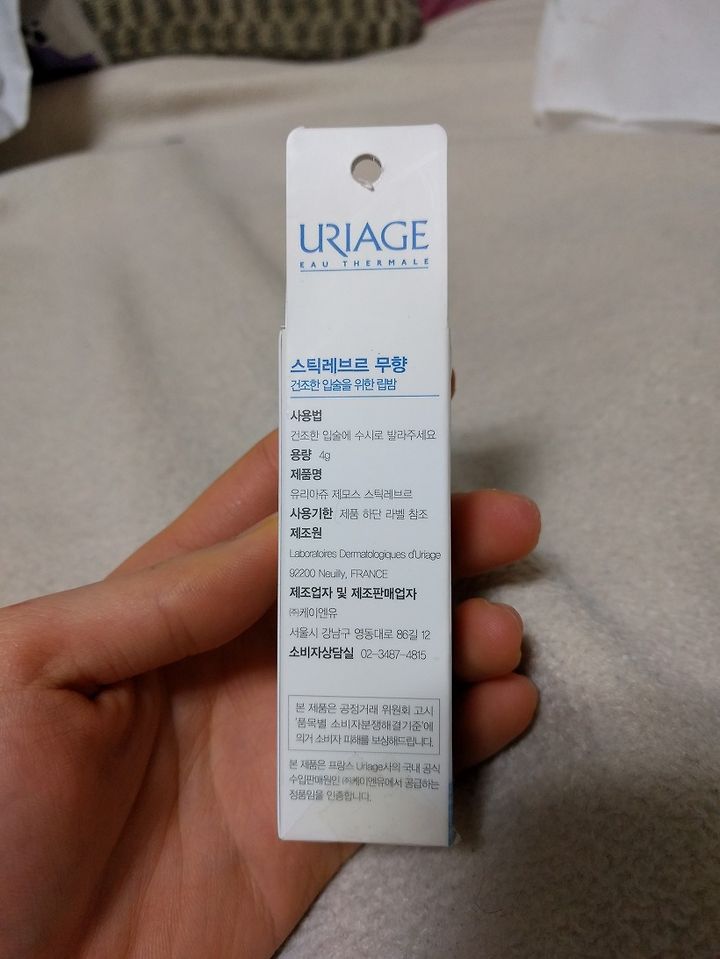 URIAGE
EAU THERMALE
스틱레브르 무향
건조한 입술을 위한 립밤
사용법
건조한 입술에 수시로 발라주세요
용량 4g
제품명
유리아쥬 제모스 스틱레브르
사용기한 제품 하단 라벨 참조
제조원
Laboratoires Dermatologiques d'Uriage
92200 Neuilly, FRANCE
제조업자 및 제조판매업자
㈜케이엔유
서울시 강남구 영동대로 86길 12
소비자상담실 02-3487-4815
본 제품은 공정거래 위원회 고시
'품목별 소비자분쟁해결기준'에
의거 소비자 피해를 보상해드립니다.
본 제품은 프랑스 Uriage사의 국내 공식
수입판매원인 ㈜케이엔유에서 공급하는
정품임을 인증합니다.